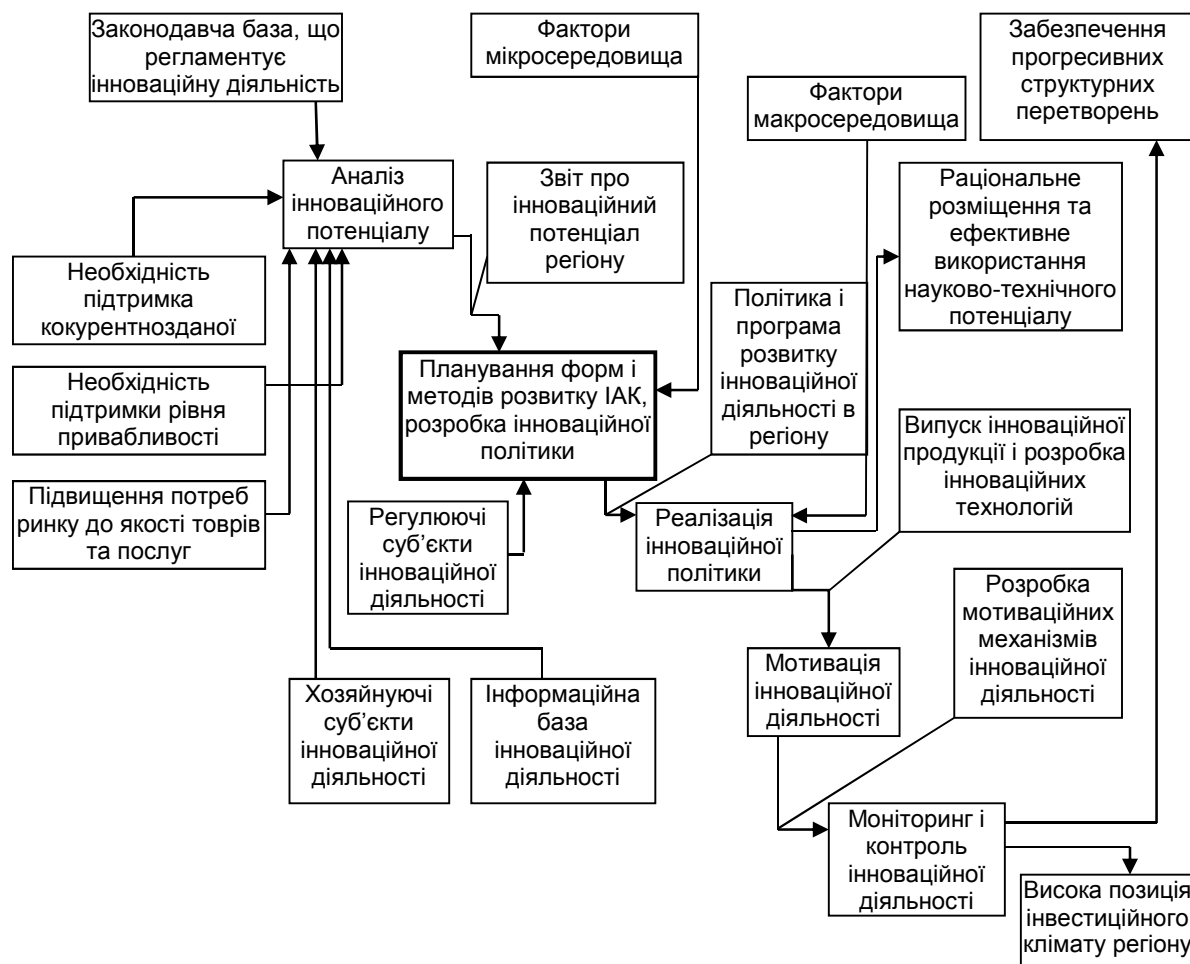 Законодавча база, що
регламентує
інноваційну діяльність
Фактори
мікросередовища
Забезпечення
прогресивних
структурних
перетворень
Фактори
макросередовища
Аналіз
інноваційного
потенціалу
Звіт про
інноваційний
потенціал
регіону
Раціональне
розміщення та
ефективне
використання
науково-технічного
потенціалу
Необхідність
підтримка
кокурентнозданої
Політика і
програма
розвитку
інноваційної
діяльності в
регіону
Планування форм і
методів розвитку ІАК,
розробка інноваційної
політики
Необхідність
підтримки рівня
привабливості
Випуск інноваційної
продукції і розробка
інноваційних
технологій
Підвищення потреб
ринку до якості товрів
та послуг
Регулюючі
суб’єкти
інноваційної
діяльності
Реалізація
інноваційної
політики
Розробка
мотиваційних
механізмів
інноваційної
діяльності
Мотивація
інноваційної
діяльності
Хозяйнуючі
суб’єкти
інноваційної
діяльності
Інформаційна
база
інноваційної
діяльності
Моніторинг і
контроль
інноваційної
діяльності
Висока позиція
інвестиційного
клімату регіону